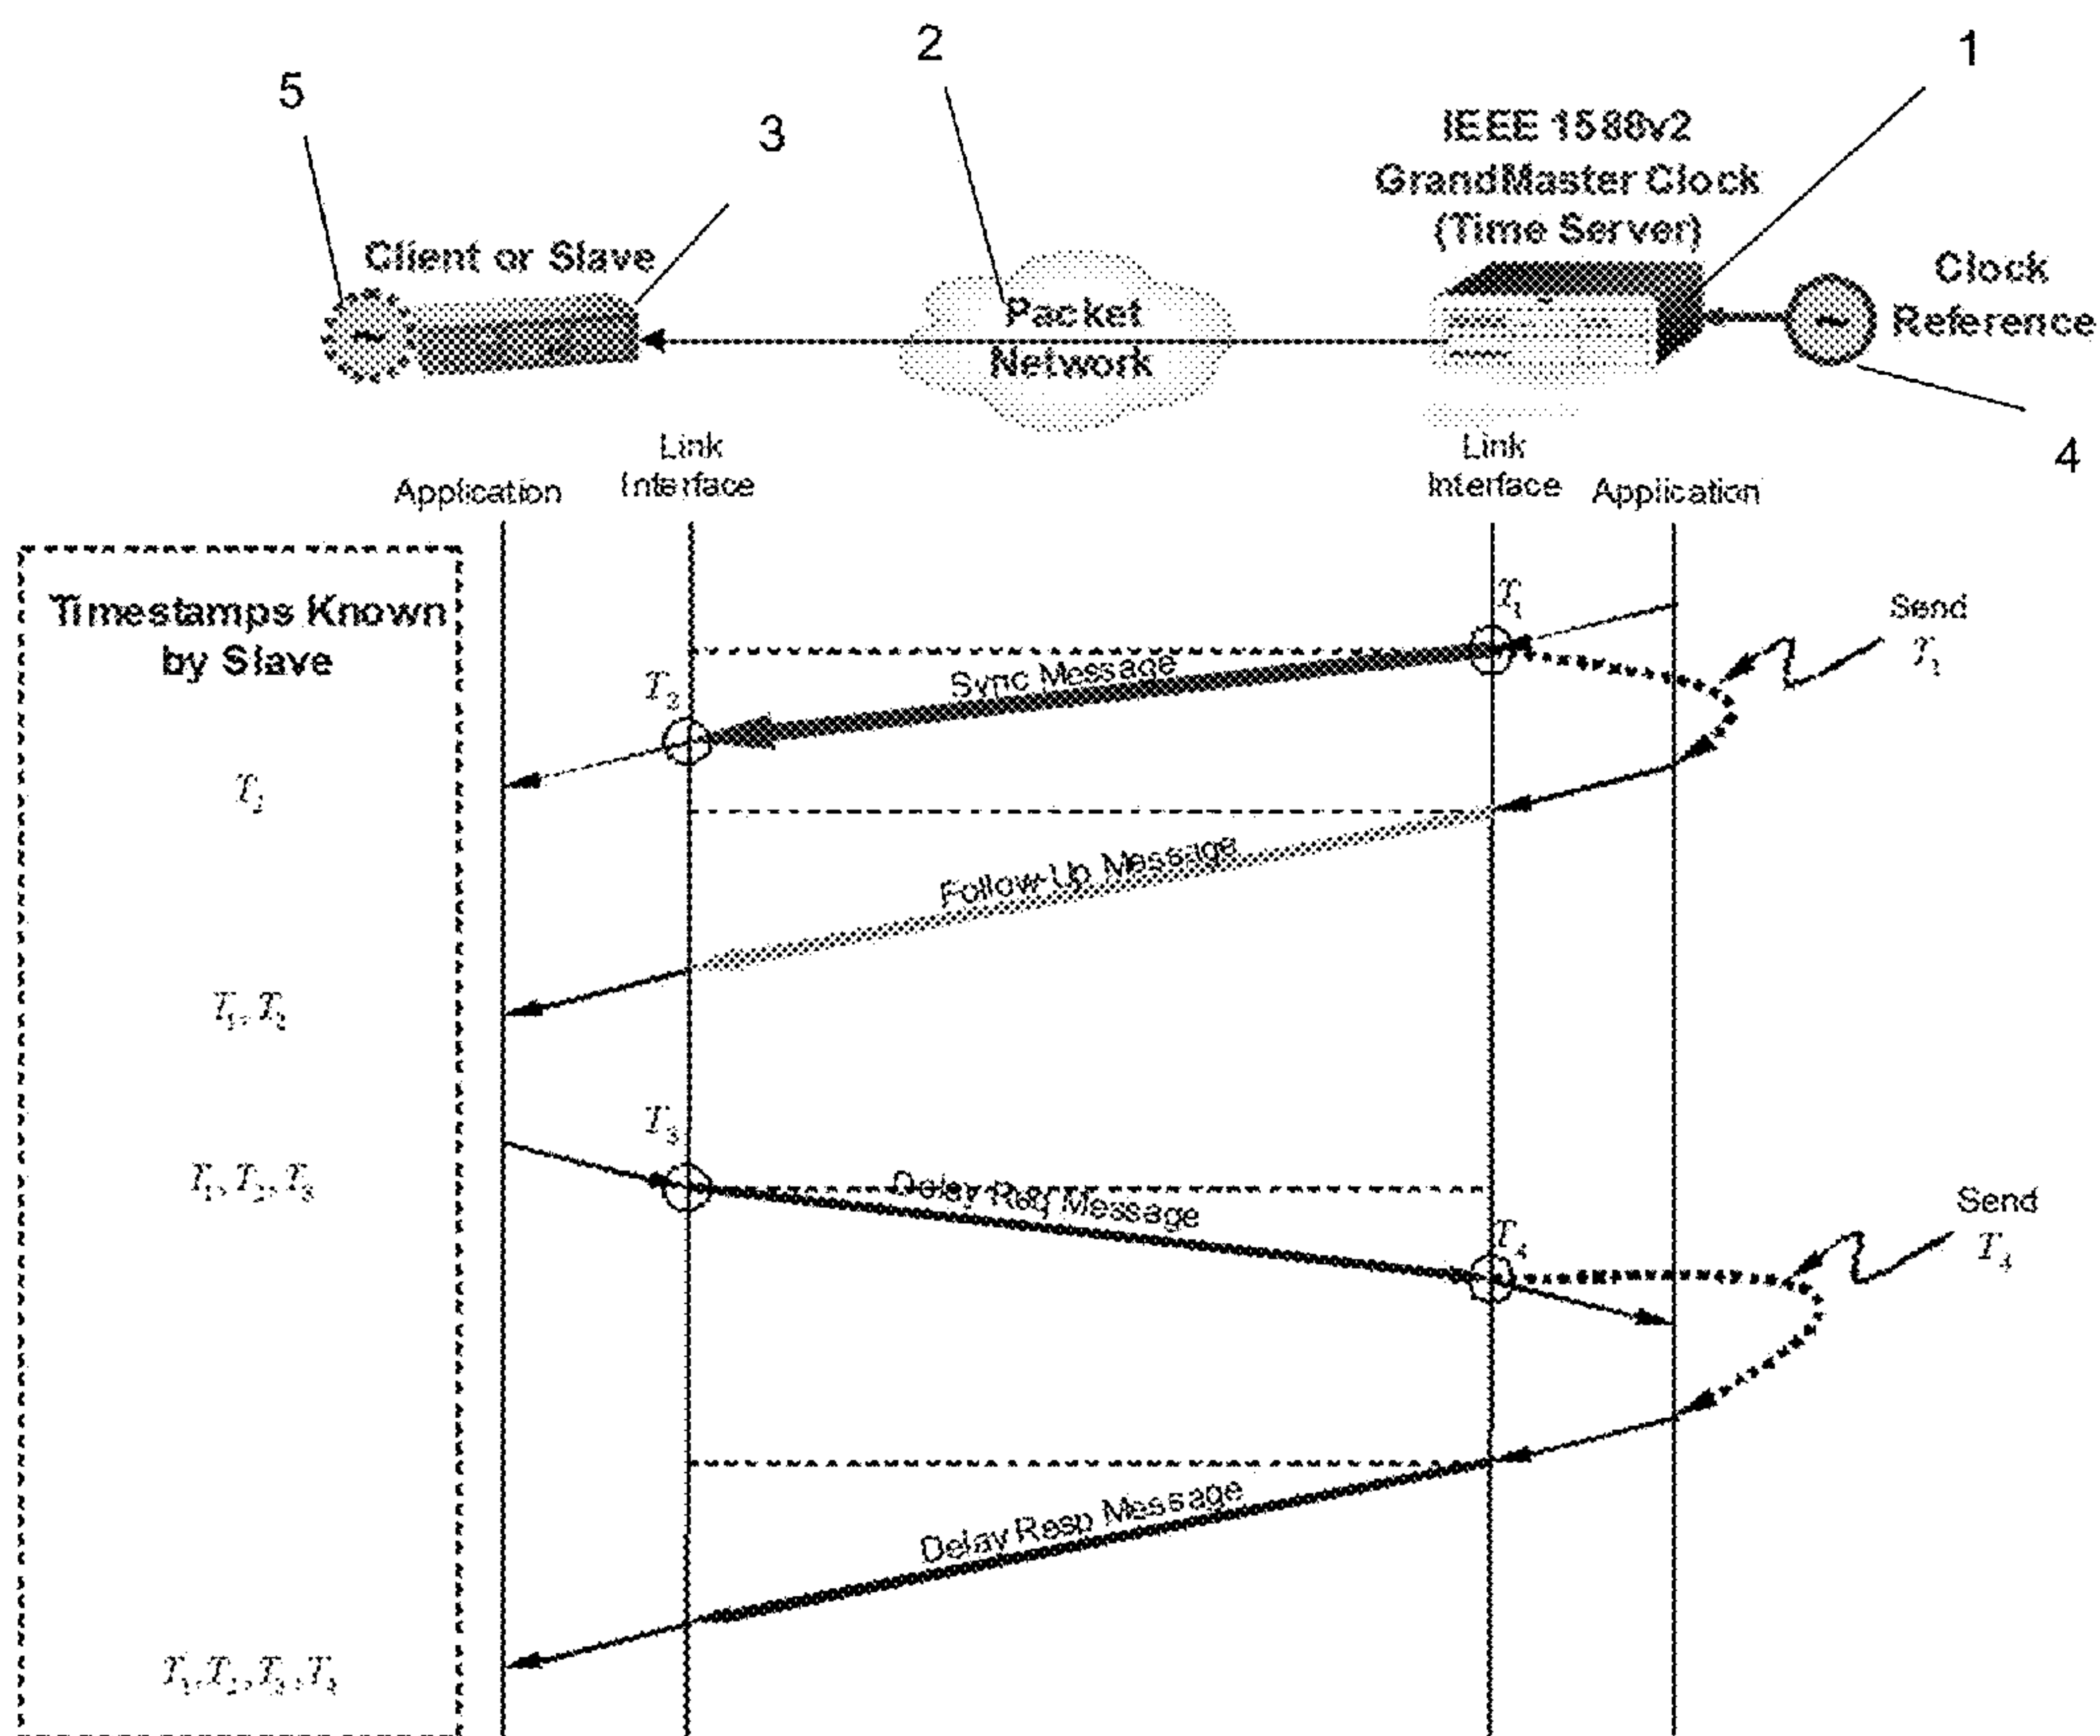 2
1
5
3
IEEE 1588v2
GrandMaster Clock
(Time Server)
Client or Slave
Clock
Reference
Packet
Network
4
Link
Interface
Application
Link
Interface
Application
Timestamps Known
by Slave
T₁
Send
T₁
Sync Message
T₂
T₂
Follow-Up Message
T₁, T₂
T₃
T₁, T₂, T₃
Delay Req Message
T₄
Send
T₄
Delay Resp Message
T₁, T₂, T₃, T₄